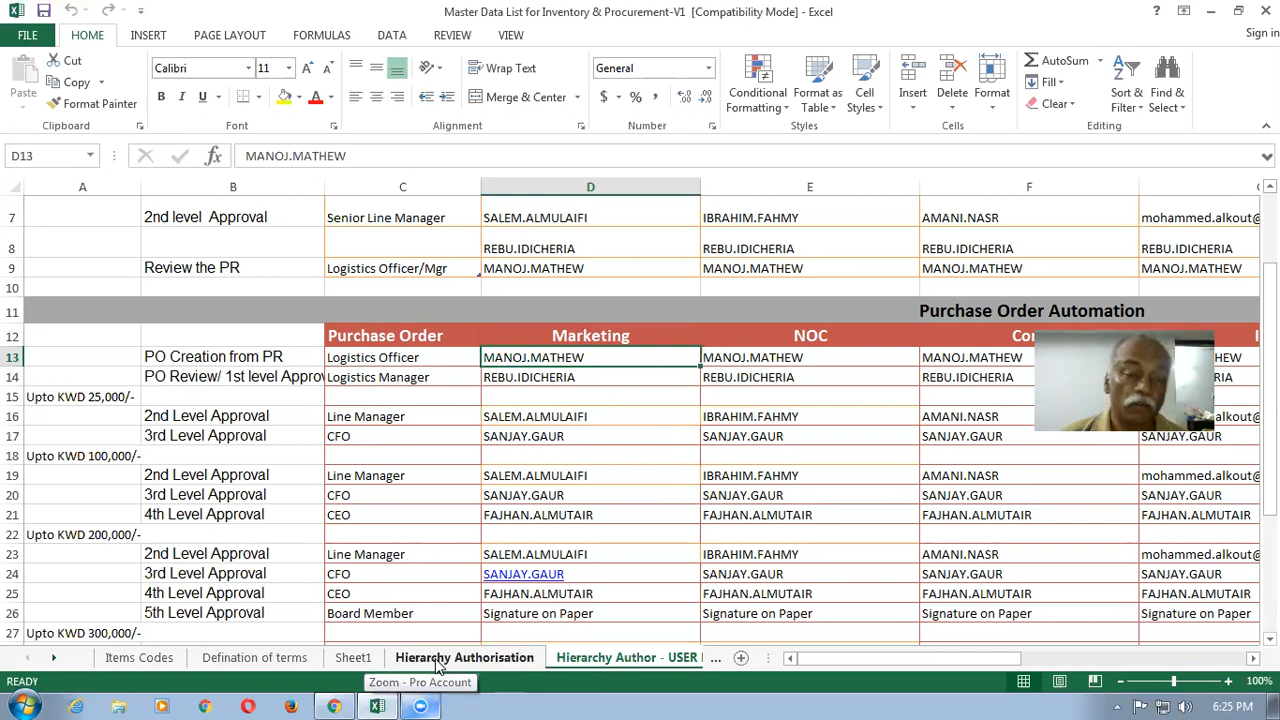 Master Data List for Inventory & Procurement-V1 [Compatibility Mode] - Excel
Sign in
FILE HOME INSERT PAGE LAYOUT FORMULAS DATA REVIEW VIEW
Cut
Copy
Format Painter
Paste
Clipboard
Calibri 11
B I U
Font
Wrap Text
Merge & Center
Alignment
General
$ % ,
Number
Conditional Formatting
Format as Table
Cell Styles
Styles
Insert Delete Format
Cells
AutoSum
Fill
Clear
Sort & Filter
Find & Select
Editing
D13 fx MANOJ.MATHEW
A B C D E F
7 2nd level Approval Senior Line Manager SALEM.ALMULAIFI IBRAHIM.FAHMY AMANI.NASR mohammed.alkout@
8 REBU.IDICHERIA REBU.IDICHERIA REBU.IDICHERIA REBU.IDICHERIA
9 Review the PR Logistics Officer/Mgr MANOJ.MATHEW MANOJ.MATHEW MANOJ.MATHEW MANOJ.MATHEW
10
11 Purchase Order Automation
12 Purchase Order Marketing NOC
13 PO Creation from PR Logistics Officer MANOJ.MATHEW MANOJ.MATHEW MANOJ.MATHEW
14 PO Review/ 1st level Approv Logistics Manager REBU.IDICHERIA REBU.IDICHERIA REBU.IDICHERIA
15 Upto KWD 25,000/-
16 2nd Level Approval Line Manager SALEM.ALMULAIFI IBRAHIM.FAHMY AMANI.NASR
17 3rd Level Approval CFO SANJAY.GAUR SANJAY.GAUR SANJAY.GAUR SANJAY.GAUR
18 Upto KWD 100,000/-
19 2nd Level Approval Line Manager SALEM.ALMULAIFI IBRAHIM.FAHMY AMANI.NASR mohammed.alkout@
20 3rd Level Approval CFO SANJAY.GAUR SANJAY.GAUR SANJAY.GAUR SANJAY.GAUR
21 4th Level Approval CEO FAJHAN.ALMUTAIR FAJHAN.ALMUTAIR FAJHAN.ALMUTAIR FAJHAN.ALMUTAIR
22 Upto KWD 200,000/-
23 2nd Level Approval Line Manager SALEM.ALMULAIFI IBRAHIM.FAHMY AMANI.NASR mohammed.alkout@
24 3rd Level Approval CFO SANJAY.GAUR SANJAY.GAUR SANJAY.GAUR SANJAY.GAUR
25 4th Level Approval CEO FAJHAN.ALMUTAIR FAJHAN.ALMUTAIR FAJHAN.ALMUTAIR FAJHAN.ALMUTAIR
26 5th Level Approval Board Member Signature on Paper Signature on Paper Signature on Paper Signature on Paper
27 Upto KWD 300,000/-
Items Codes Defination of terms Sheet1 Hierarchy Authorisation Hierarchy Author - USER ...
READY
Zoom - Pro Account
100%
6:25 PM